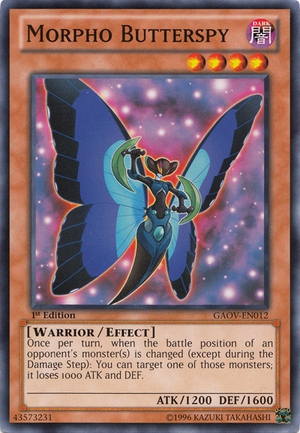 Morpho Butterspy
DARK
闇
1st Edition
GAOV-EN012
[Warrior / Effect]
Once per turn, when the battle position of an
opponent's monster(s) is changed (except during the
Damage Step): You can target one of those monsters;
it loses 1000 ATK and DEF.
ATK/1200 DEF/1600
43573231
©1996 KAZUKI TAKAHASHI